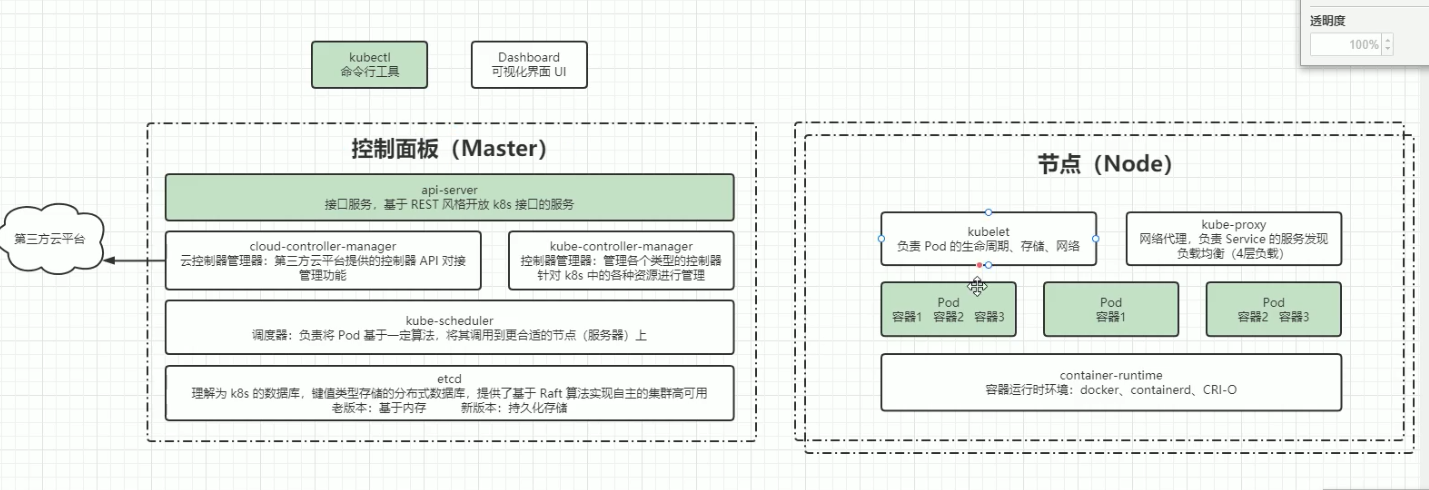 透明度
100%
kubectl
命令行工具
Dashboard
可视化界面 UI
控制面板（Master）
api-server
接口服务，基于 REST 风格开放 k8s 接口的服务
第三方云平台
cloud-controller-manager
云控制器管理器：第三方云平台提供的控制器 API 对接
管理功能
kube-controller-manager
控制器管理器：管理各个类型的控制器
针对 k8s 中的各种资源进行管理
kube-scheduler
调度器：负责将 Pod 基于一定算法，将其调用到更合适的节点（服务器）上
etcd
理解为 k8s 的数据库，键值类型存储的分布式数据库，提供了基于 Raft 算法实现自主的集群高可用
老版本：基于内存 新版本：持久化存储
节点（Node）
kubelet
负责 Pod 的生命周期、存储、网络
kube-proxy
网络代理，负责 Service 的服务发现
负载均衡（4层负载）
Pod
容器1 容器2 容器3
Pod
容器1
Pod
容器2 容器3
container-runtime
容器运行时环境：docker、containerd、CRI-O